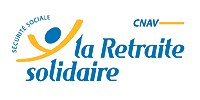 SÉCURITÉ SOCIALE
CNAV
la Retraite
solidaire